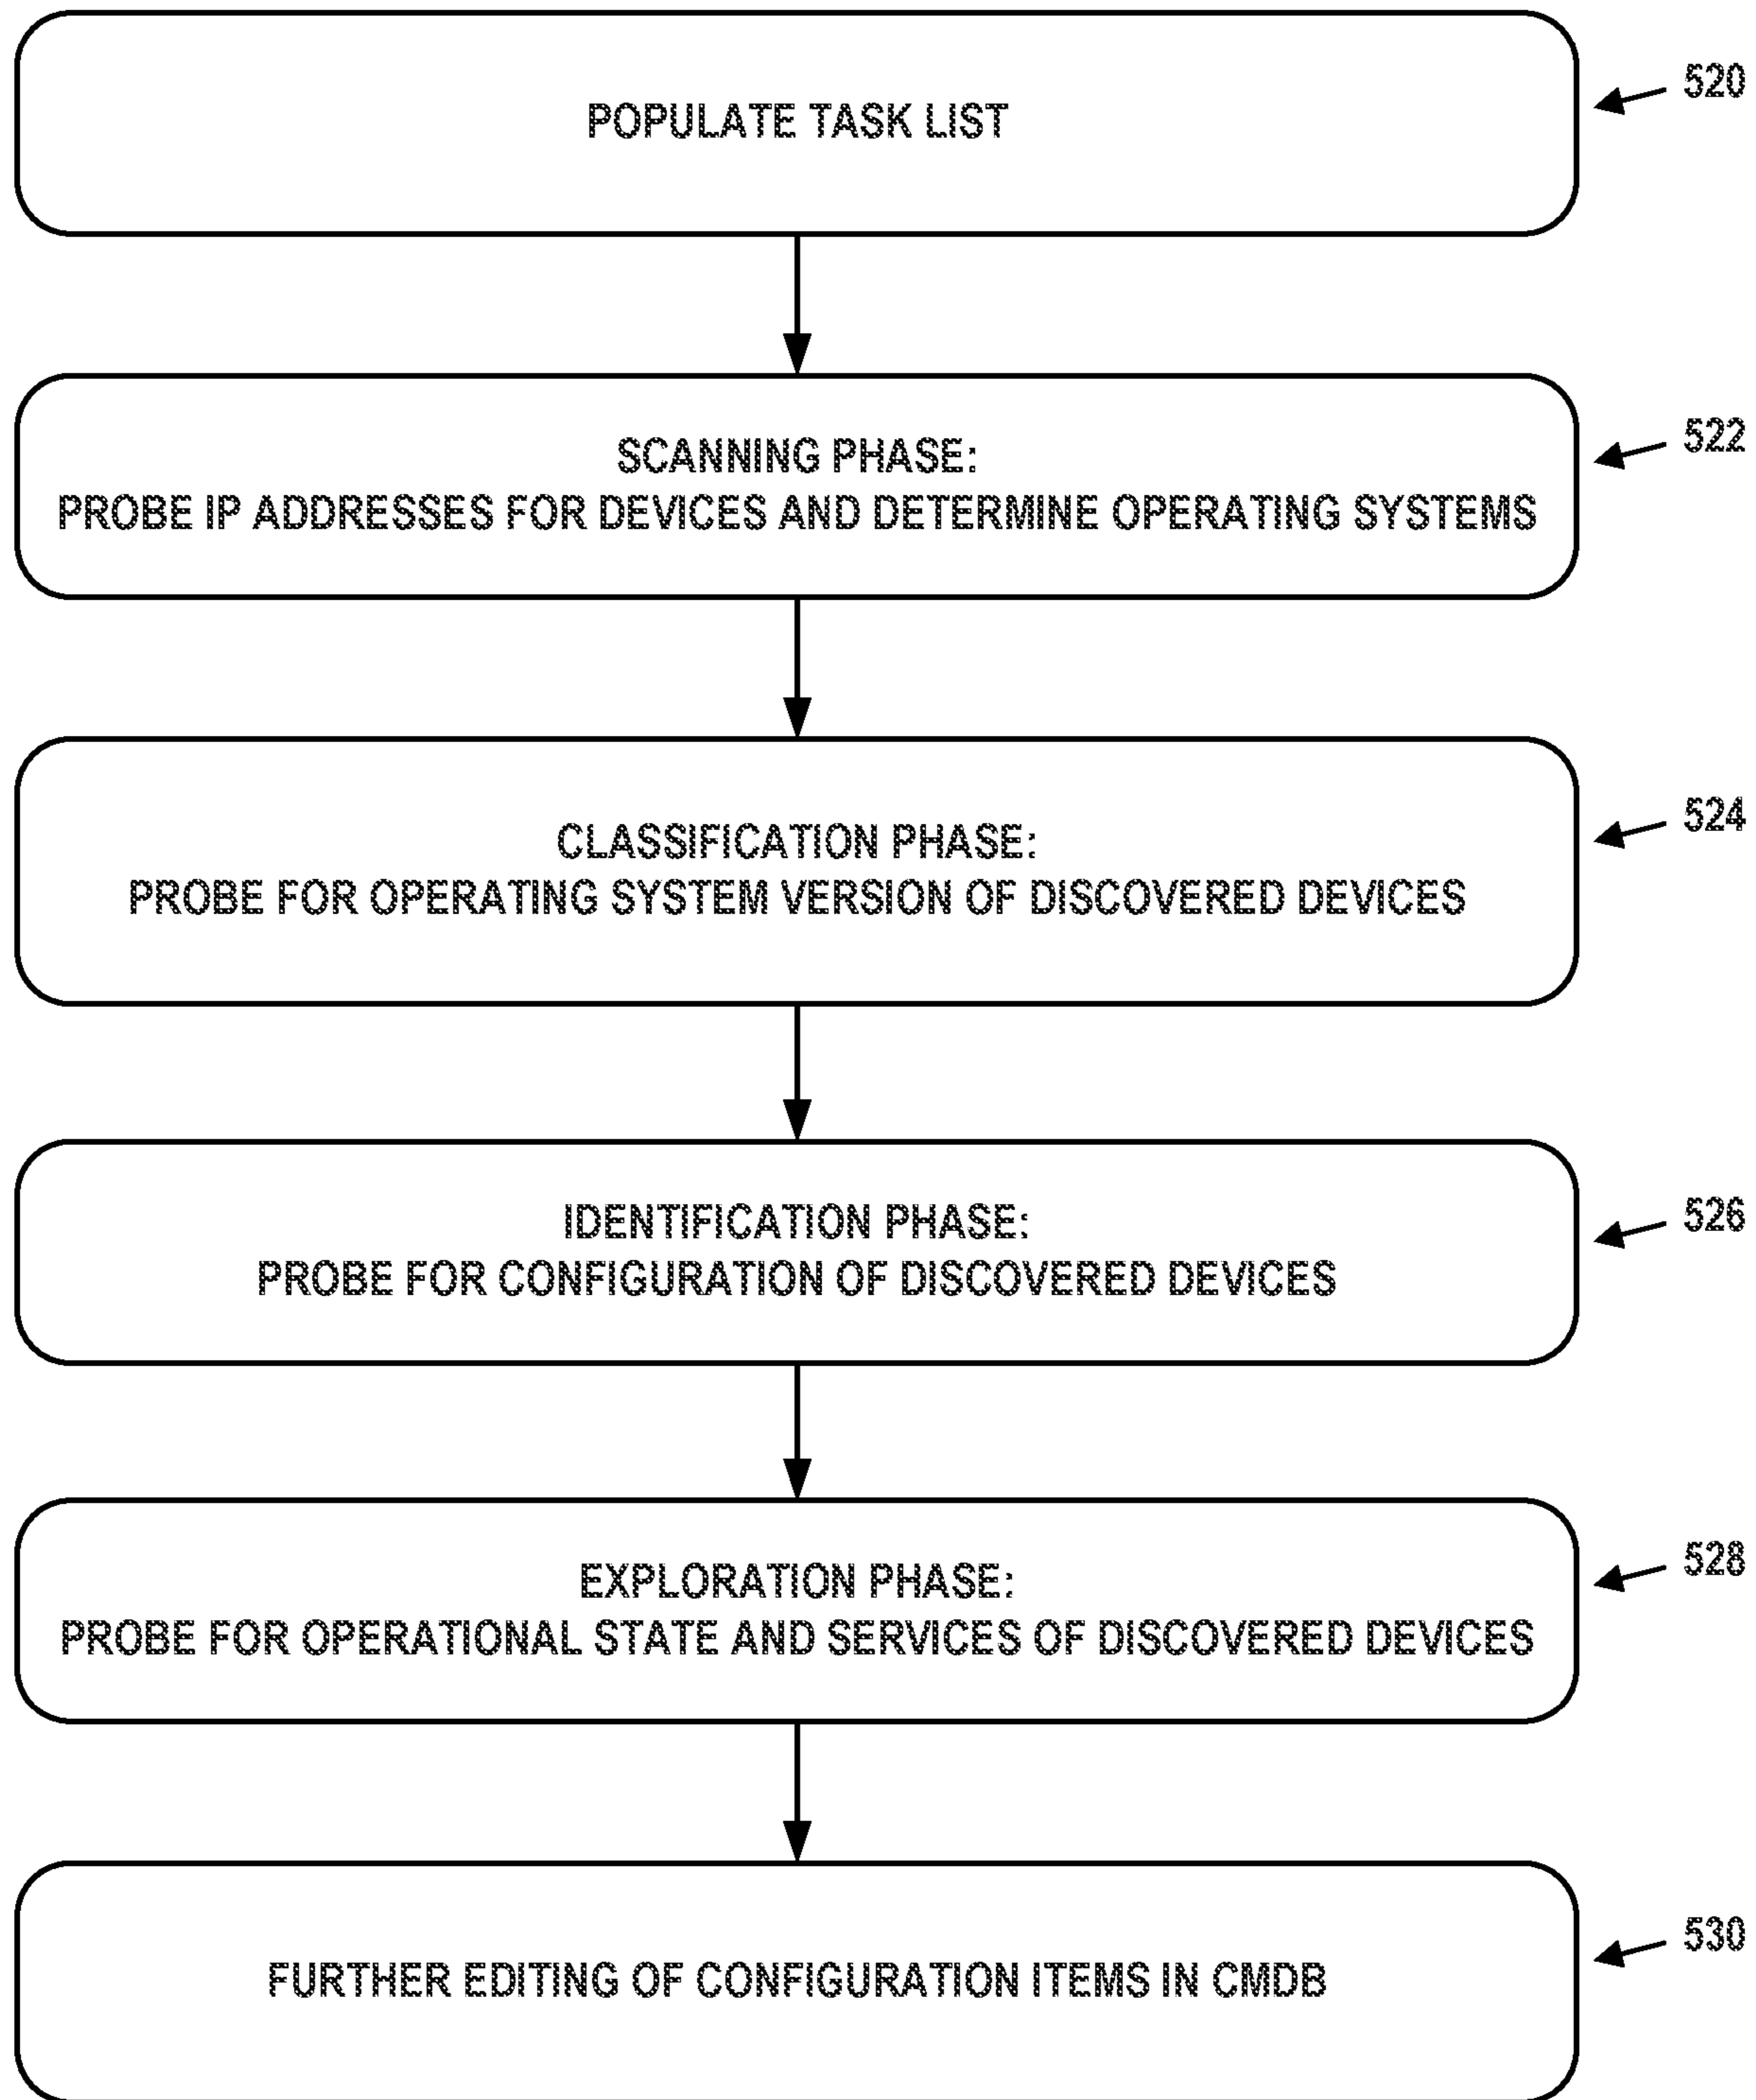 POPULATE TASK LIST
520
SCANNING PHASE:
PROBE IP ADDRESSES FOR DEVICES AND DETERMINE OPERATING SYSTEMS
522
CLASSIFICATION PHASE:
PROBE FOR OPERATING SYSTEM VERSION OF DISCOVERED DEVICES
524
IDENTIFICATION PHASE:
PROBE FOR CONFIGURATION OF DISCOVERED DEVICES
526
EXPLORATION PHASE:
PROBE FOR OPERATIONAL STATE AND SERVICES OF DISCOVERED DEVICES
528
FURTHER EDITING OF CONFIGURATION ITEMS IN CMDB
530